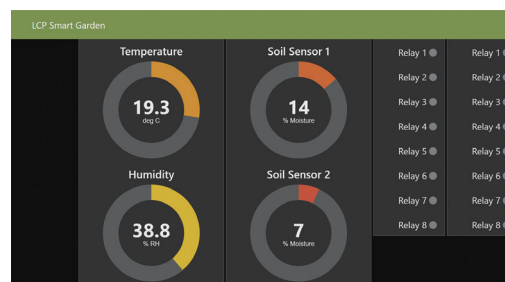 LCP Smart Garden
Temperature
19.3
deg C
Humidity
38.8
% RH
Soil Sensor 1
14
% Moisture
Soil Sensor 2
7
% Moisture
Relay 1
Relay 2
Relay 3
Relay 4
Relay 5
Relay 6
Relay 7
Relay 8
Relay 1
Relay 2
Relay 3
Relay 4
Relay 5
Relay 6
Relay 7
Relay 8